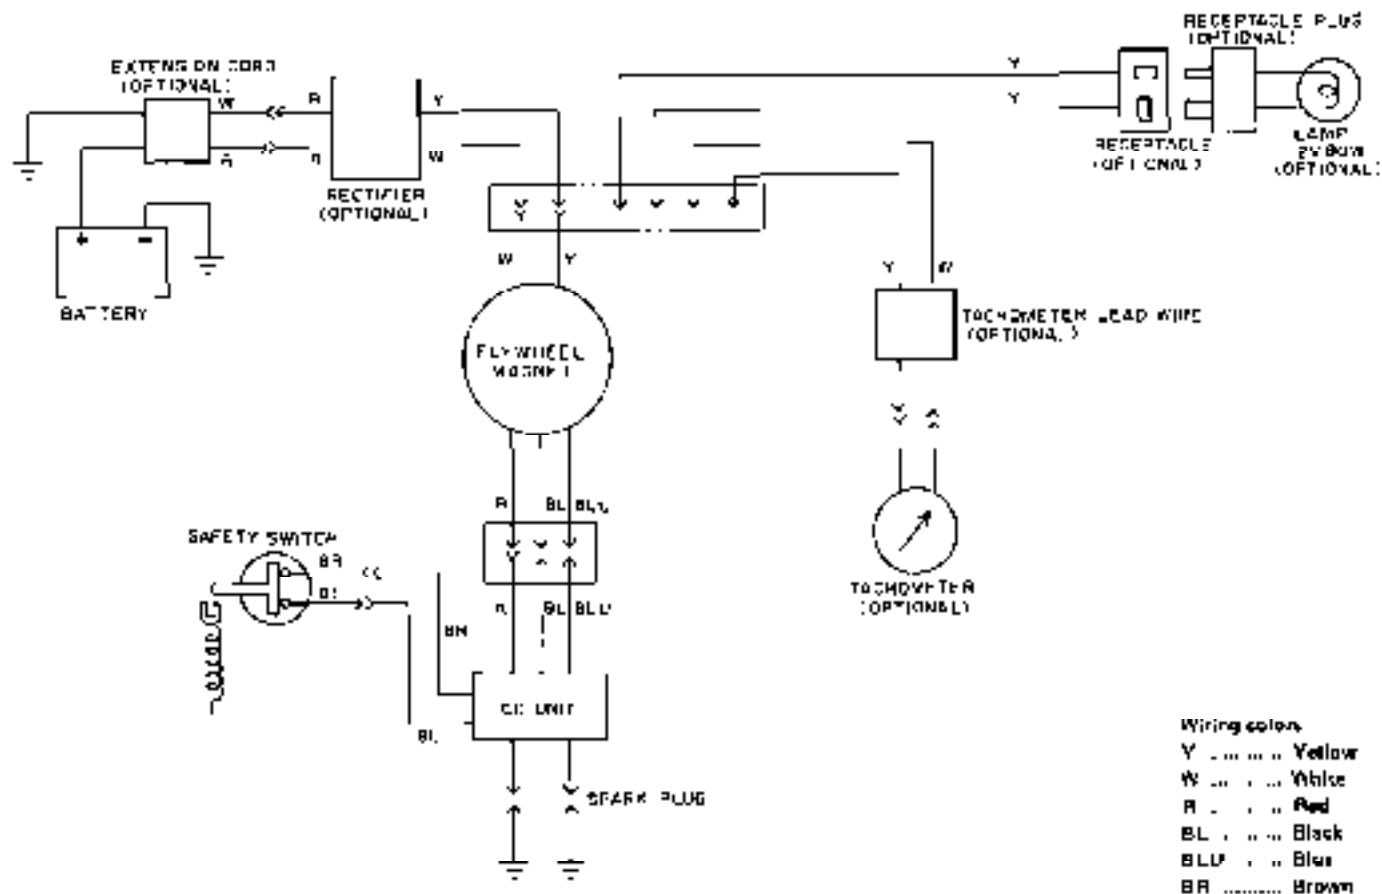 RECEPTACLE PLUG
(OPTIONAL)
EXTENSION CORD
(OPTIONAL)
W
R
Y
Y
Y
R
R
W
RECTIFIER
(OPTIONAL)
RECEPTACLE
(OPTIONAL)
LAMP
(OPTIONAL)
W
Y
Y
W
+
-
BATTERY
TACHOMETER LEAD WIRE
(OPTIONAL)
FLYWHEEL
MAGNET
R
BL
BLU
SAFETY SWITCH
BR
R
BL
BLU
BR
TACHOMETER
(OPTIONAL)
CD UNIT
BL
SPARK PLUG
Wiring colors
Y ........... Yellow
W ........... White
R ........... Red
BL ........... Black
BLU ........... Blue
BR ........... Brown